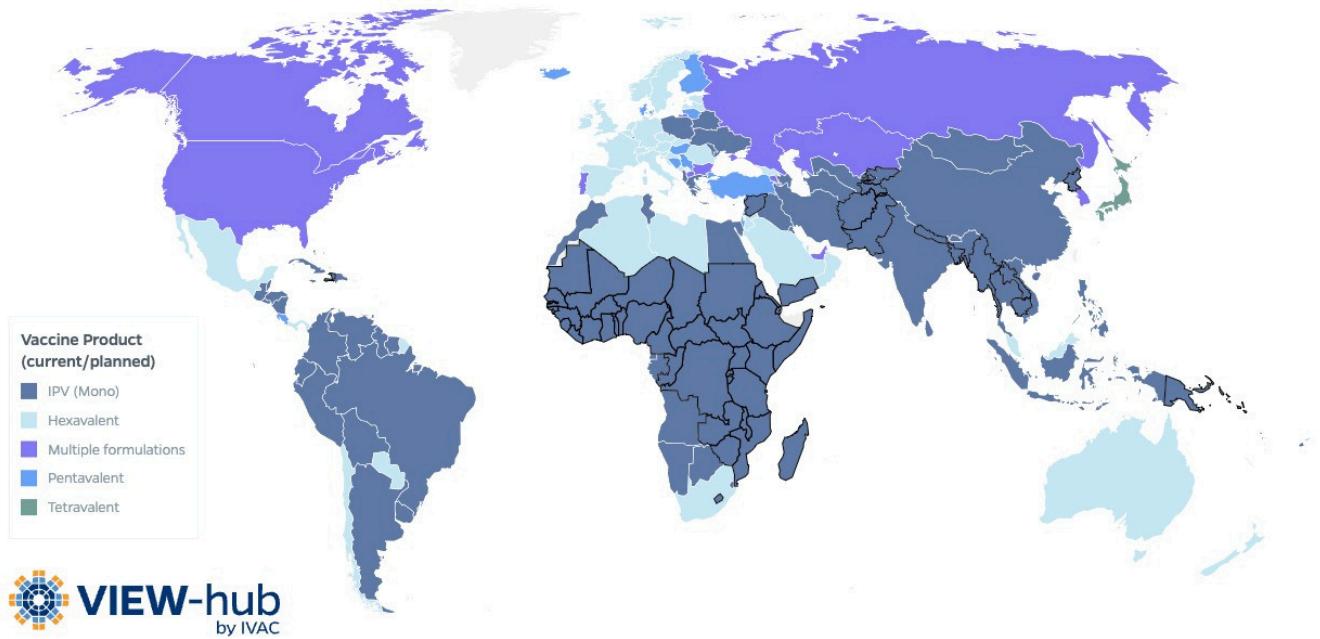 Vaccine Product
(current/planned)
IPV (Mono)
Hexavalent
Multiple formulations
Pentavalent
Tetravalent
VIEW-hub
by IVAC